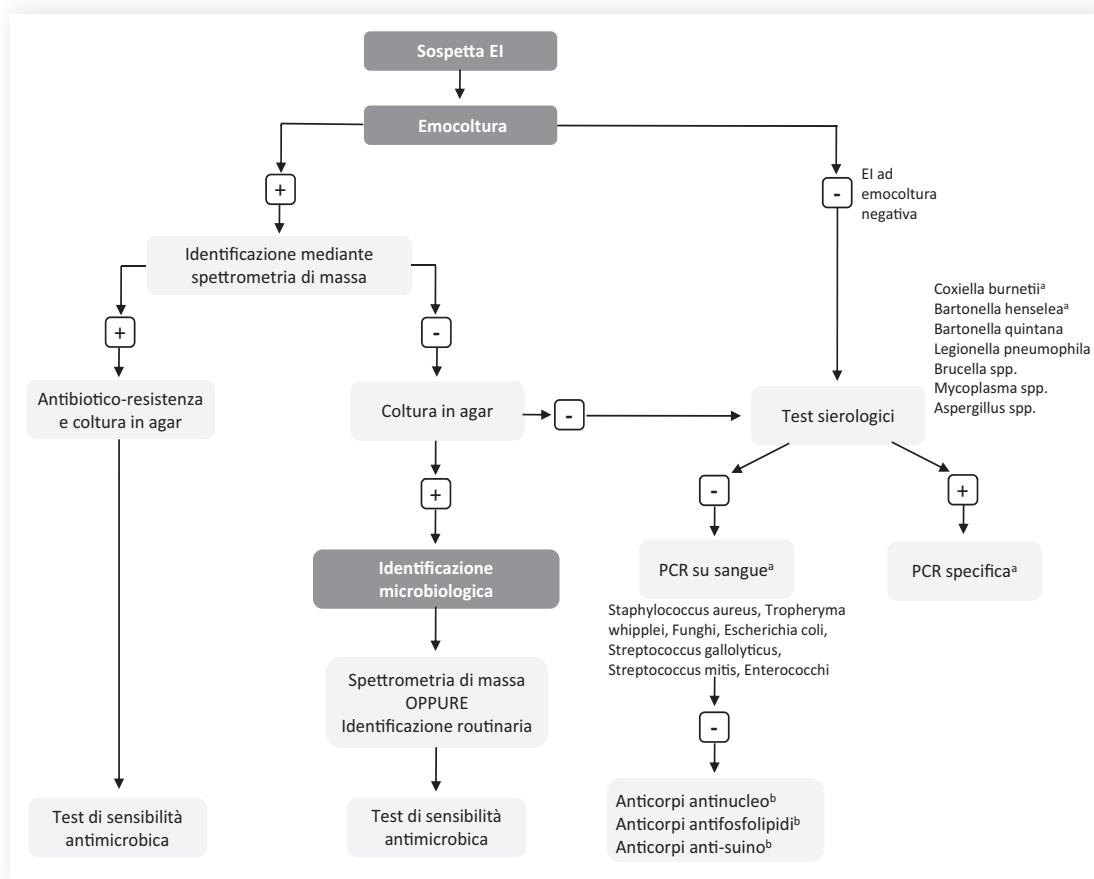 Sospetta EI
Emocoltura
+
-
EI ad
emocoltura
negativa
Identificazione mediante
spettrometria di massa
+
-
Coxiella burnetiiᵃ
Bartonella henseleaᵃ
Bartonella quintana
Legionella pneumophila
Brucella spp.
Mycoplasma spp.
Aspergillus spp.
Antibiotico-resistenza
e coltura in agar
Coltura in agar
-
Test sierologici
+
-
+
Identificazione
microbiologica
PCR su sangueᵃ
PCR specificaᵃ
Staphylococcus aureus, Tropheryma
whipplei, Funghi, Escherichia coli,
Streptococcus gallolyticus,
Streptococcus mitis, Enterococchi
Spettrometria di massa
OPPURE
Identificazione routinaria
-
Test di sensibilità
antimicrobica
Test di sensibilità
antimicrobica
Anticorpi antinucleoᵇ
Anticorpi antifosfolipidiᵇ
Anticorpi anti-suinoᵇ